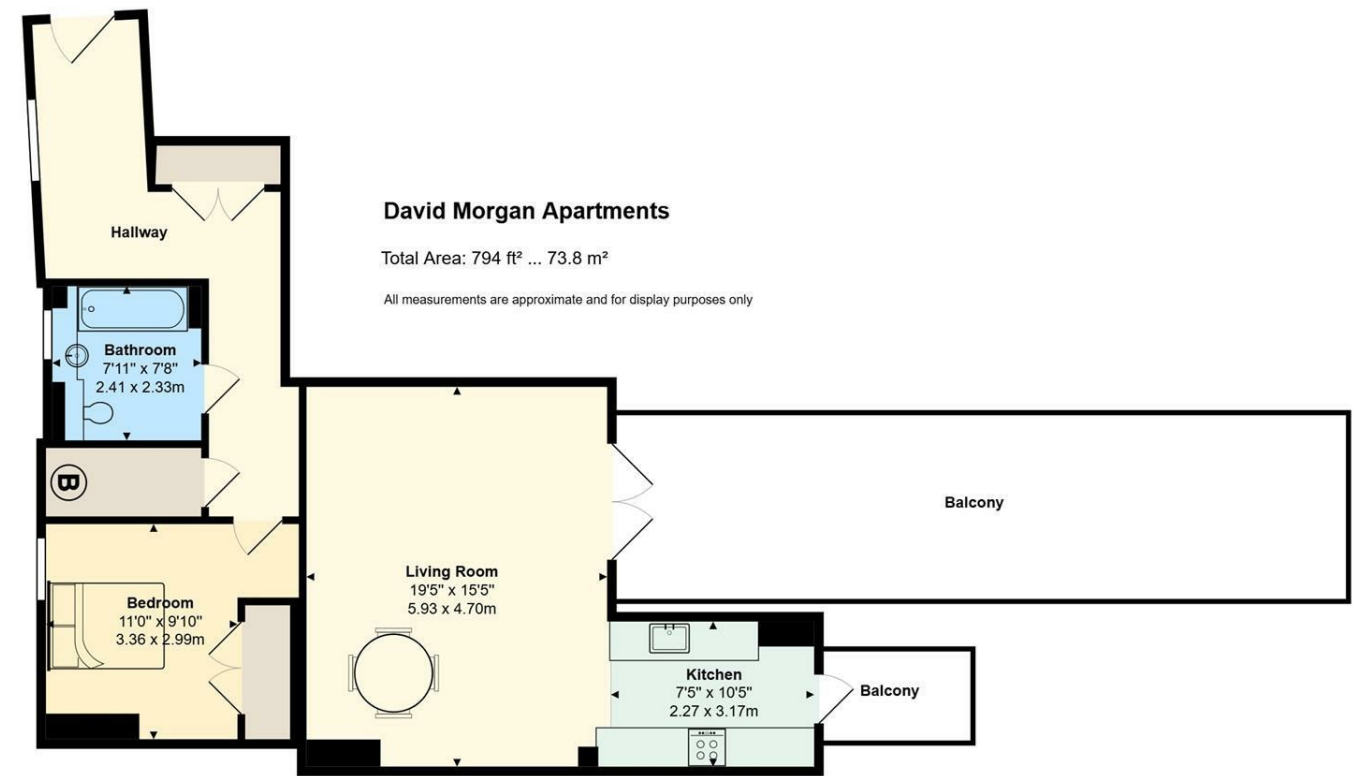 David Morgan Apartments
Total Area: 794 ft² ... 73.8 m²
All measurements are approximate and for display purposes only
Hallway
Bathroom
7'11" x 7'8"
2.41 x 2.33m
B
Bedroom
11'0" x 9'10"
3.36 x 2.99m
Living Room
19'5" x 15'5"
5.93 x 4.70m
Balcony
Kitchen
7'5" x 10'5"
2.27 x 3.17m
Balcony